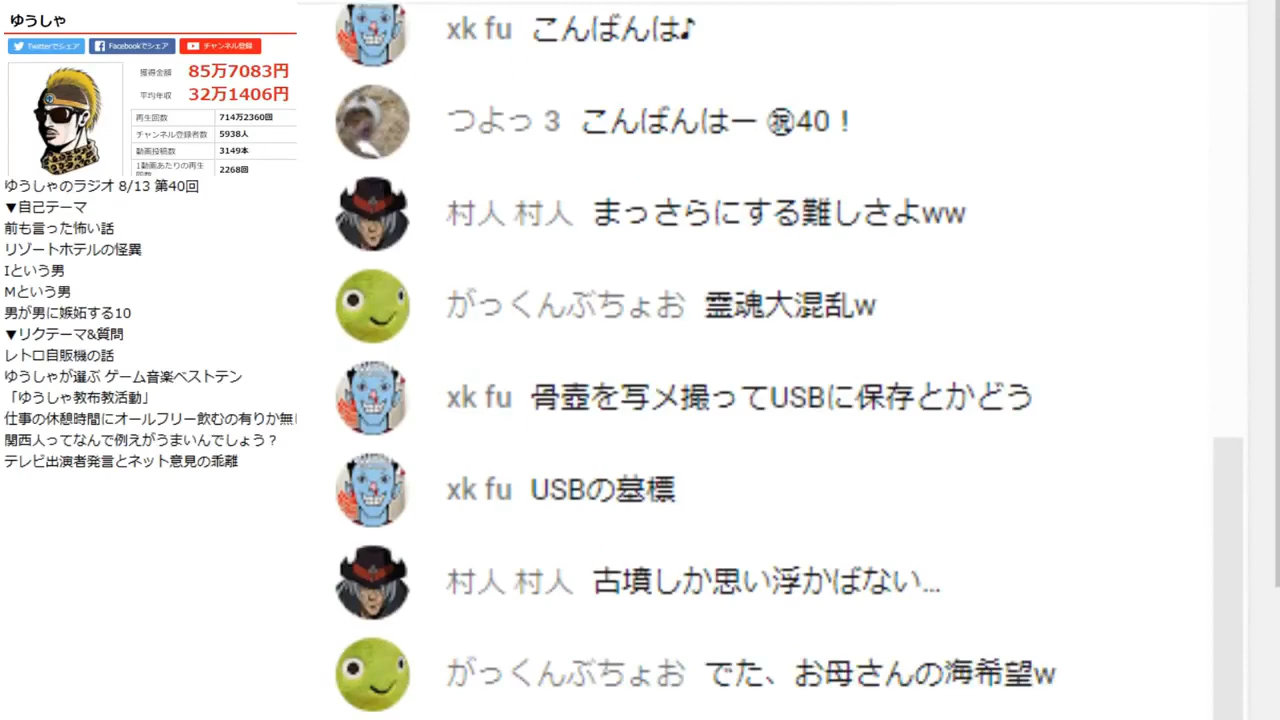 ゆうしゃ
Twitterでシェア
Facebookでシェア
チャンネル登録
獲得金額 85万7083円
平均年収 32万1406円
再生回数 714万2360回
チャンネル登録者数 5938人
動画投稿数 3149本
1動画あたりの再生回数 2268回
ゆうしゃのラジオ 8/13 第40回
▼自己テーマ
前も言った怖い話
リゾートホテルの怪異
Iという男
Mという男
男が男に嫉妬する10
▼リクテーマ&質問
レトロ自販機の話
ゆうしゃが選ぶ ゲーム音楽ベストテン
「ゆうしゃ教布教活動」
仕事の休憩時間にオールフリー飲むの有りか無し
関西人ってなんで例えがうまいんでしょう？
テレビ出演者発言とネット意見の乖離
xk fu こんばんは♪
つよっ 3 こんばんはー ㊗40！
村人 村人 まっさらにする難しさよww
がっくんぶちょお 霊魂大混乱w
xk fu 骨壺を写メ撮ってUSBに保存とかどう
xk fu USBの墓標
村人 村人 古墳しか思い浮かばない...
がっくんぶちょお でた、お母さんの海希望w